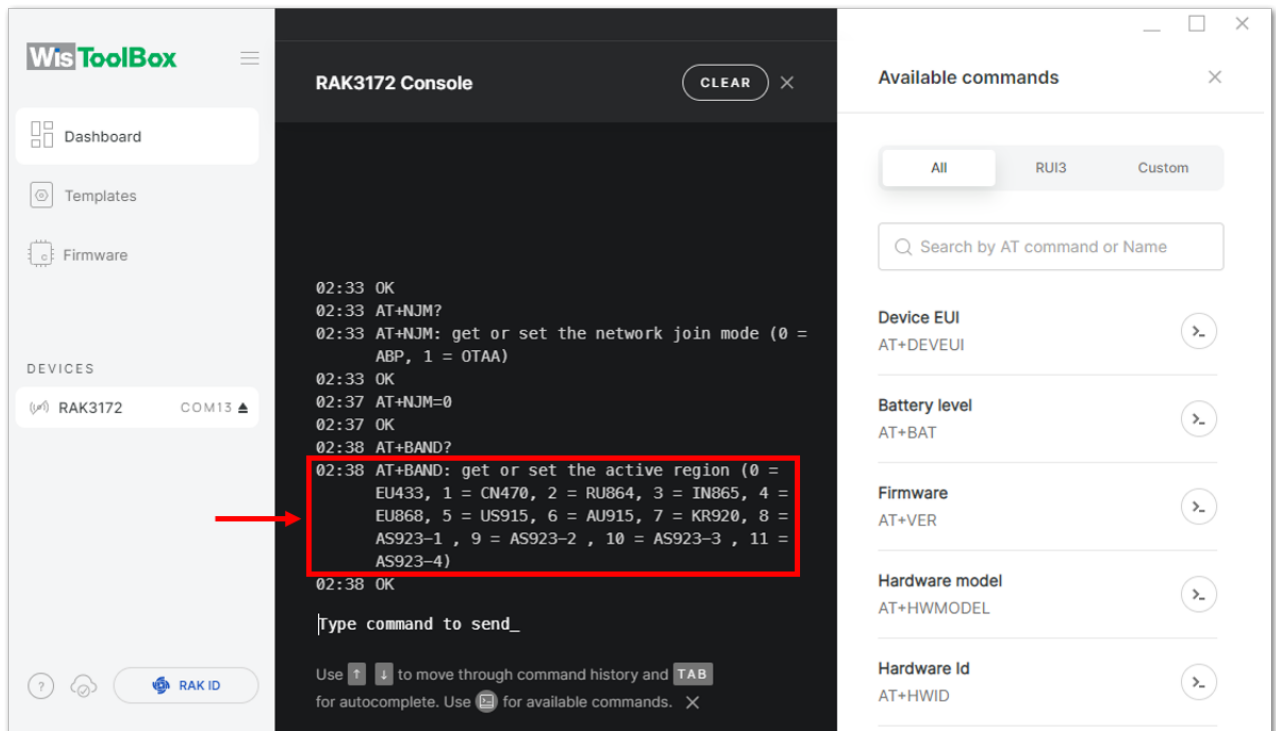 WisToolBox
Dashboard
Templates
Firmware
DEVICES
RAK3172 COM13
RAK ID
RAK3172 Console
CLEAR
02:33 OK
02:33 AT+NJM?
02:33 AT+NJM: get or set the network join mode (0 =
ABP, 1 = OTAA)
02:33 OK
02:37 AT+NJM=0
02:37 OK
02:38 AT+BAND?
02:38 AT+BAND: get or set the active region (0 =
EU433, 1 = CN470, 2 = RU864, 3 = IN865, 4 =
EU868, 5 = US915, 6 = AU915, 7 = KR920, 8 =
AS923-1 , 9 = AS923-2 , 10 = AS923-3 , 11 =
AS923-4)
02:38 OK
Type command to send_
Use ↑ ↓ to move through command history and TAB
for autocomplete. Use for available commands.
Available commands
All RUI3 Custom
Search by AT command or Name
Device EUI
AT+DEVEUI
Battery level
AT+BAT
Firmware
AT+VER
Hardware model
AT+HWMODEL
Hardware Id
AT+HWID